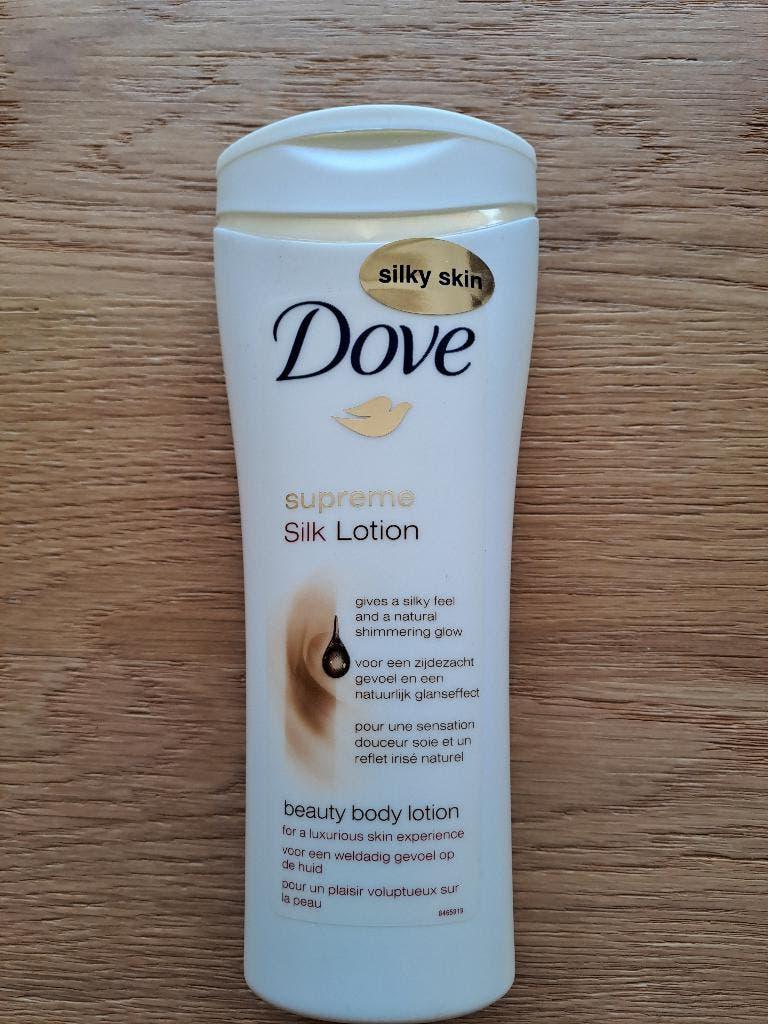 silky skin
Dove
supreme
Silk Lotion
gives a silky feel
and a natural
shimmering glow
voor een zijdezacht
gevoel en een
natuurlijk glanseffect
pour une sensation
douceur soie et un
reflet irisé naturel
beauty body lotion
for a luxurious skin experience
voor een weldadig gevoel op
de huid
pour un plaisir voluptueux sur
la peau
8465919